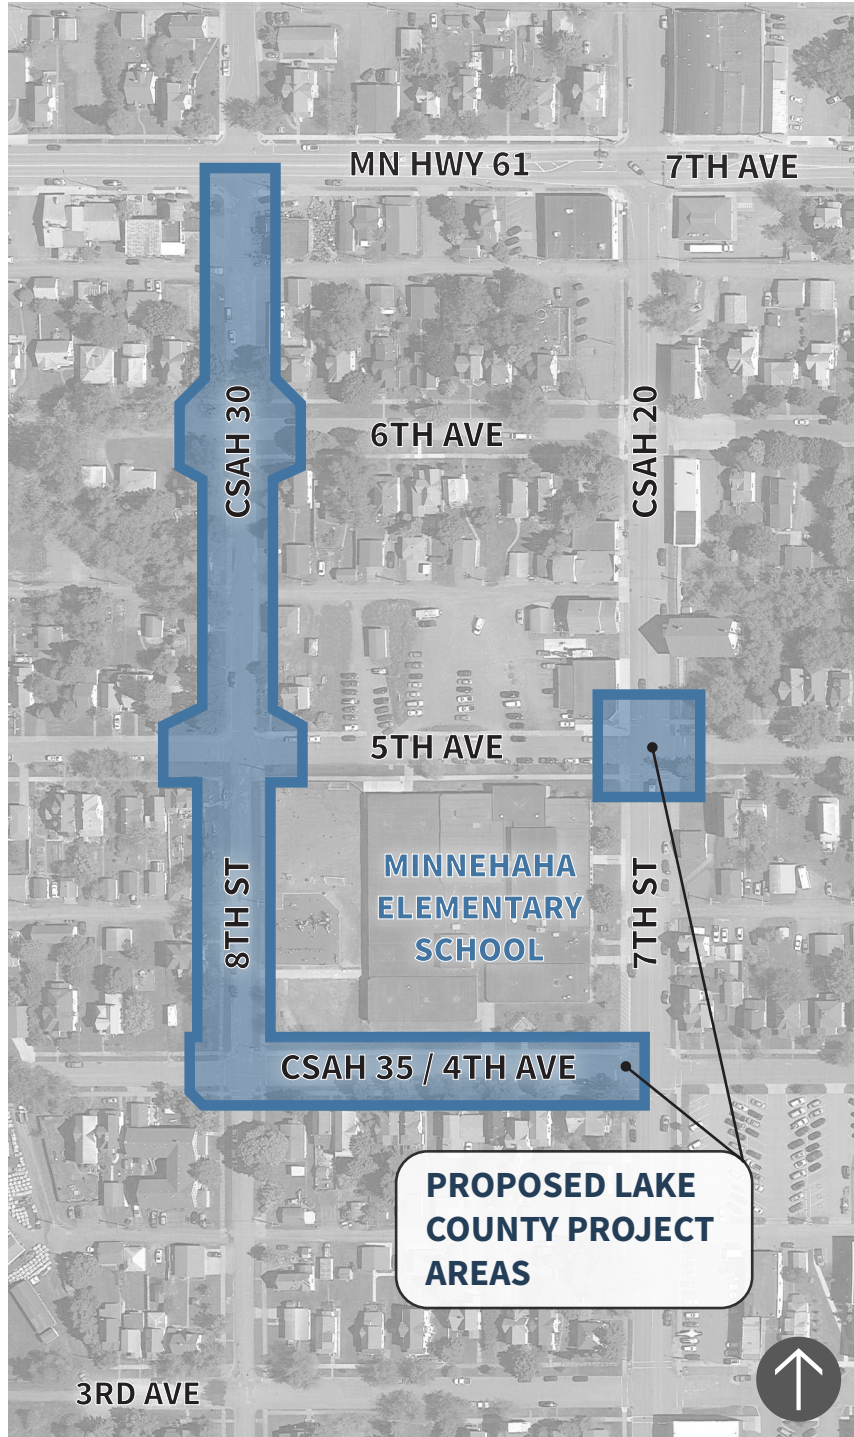 MN HWY 61
7TH AVE
CSAH 30
6TH AVE
CSAH 20
5TH AVE
8TH ST
MINNEHAHA
ELEMENTARY
SCHOOL
7TH ST
CSAH 35 / 4TH AVE
PROPOSED LAKE
COUNTY PROJECT
AREAS
3RD AVE